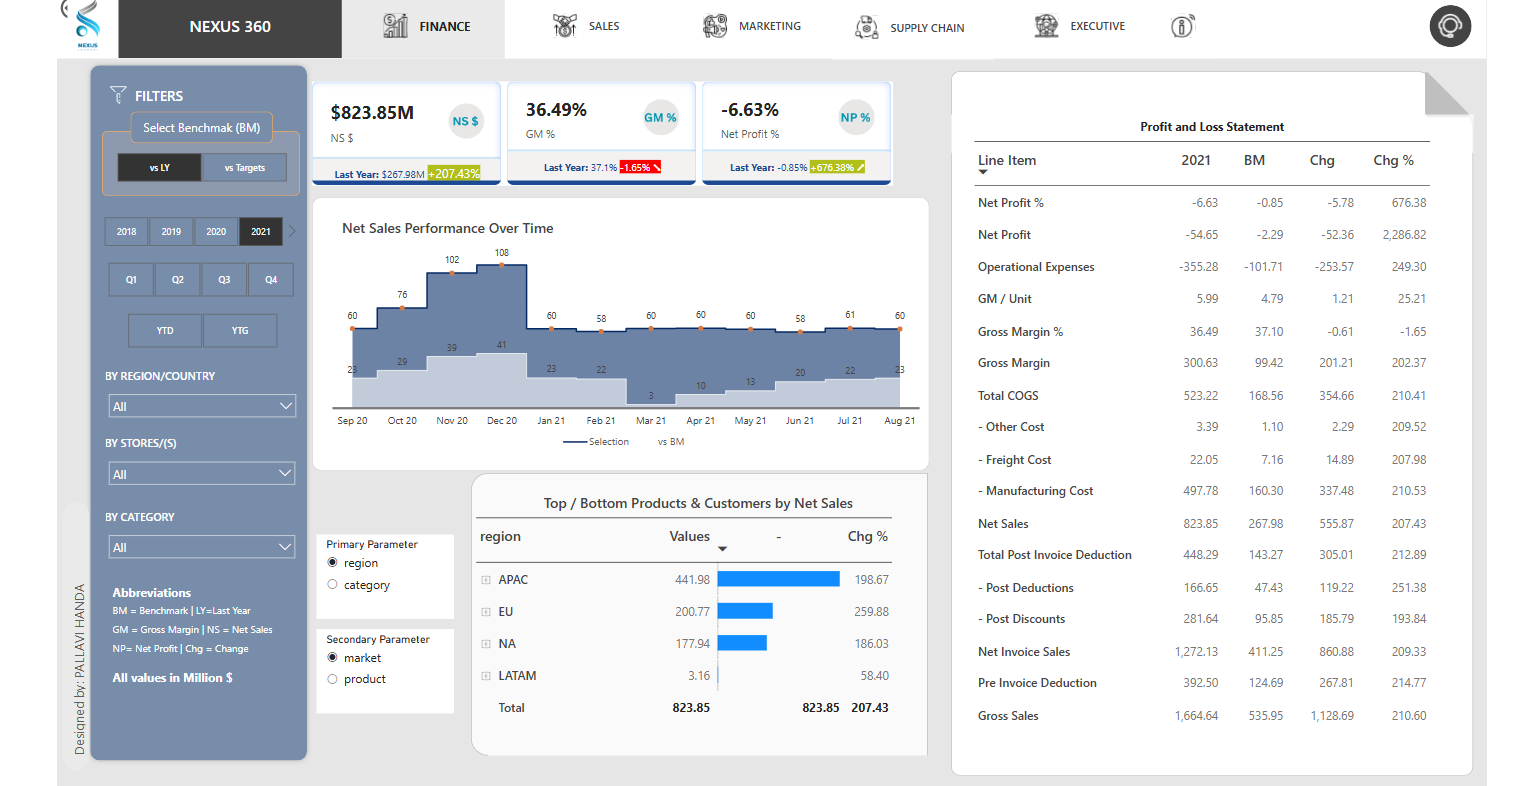 NEXUS
NEXUS 360
FINANCE
SALES
MARKETING
SUPPLY CHAIN
EXECUTIVE
FILTERS
Select Benchmak (BM)
vs LY
vs Targets
2018
2019
2020
2021
Q1
Q2
Q3
Q4
YTD
YTG
BY REGION/COUNTRY
All
BY STORES/(S)
All
BY CATEGORY
All
Abbreviations
BM = Benchmark | LY=Last Year
GM = Gross Margin | NS = Net Sales
NP= Net Profit | Chg = Change
All values in Million $
Designed by: PALLAVI HANDA
$823.85M
NS $
NS $
Last Year: $267.98M +207.43%
36.49%
GM %
GM %
Last Year: 37.1% -1.65%
-6.63%
Net Profit %
NP %
Last Year: -0.85% +676.38%
Net Sales Performance Over Time
60 76 102 108 60 58 60 60 60 58 61 60
23 29 39 41 23 22 3 10 13 20 22 23
Sep 20 Oct 20 Nov 20 Dec 20 Jan 21 Feb 21 Mar 21 Apr 21 May 21 Jun 21 Jul 21 Aug 21
Selection vs BM
Primary Parameter
region
category
Secondary Parameter
market
product
Top / Bottom Products & Customers by Net Sales
region Values - Chg %
APAC 441.98 198.67
EU 200.77 259.88
NA 177.94 186.03
LATAM 3.16 58.40
Total 823.85 823.85 207.43
Profit and Loss Statement
Line Item 2021 BM Chg Chg %
Net Profit % -6.63 -0.85 -5.78 676.38
Net Profit -54.65 -2.29 -52.36 2,286.82
Operational Expenses -355.28 -101.71 -253.57 249.30
GM / Unit 5.99 4.79 1.21 25.21
Gross Margin % 36.49 37.10 -0.61 -1.65
Gross Margin 300.63 99.42 201.21 202.37
Total COGS 523.22 168.56 354.66 210.41
- Other Cost 3.39 1.10 2.29 209.52
- Freight Cost 22.05 7.16 14.89 207.98
- Manufacturing Cost 497.78 160.30 337.48 210.53
Net Sales 823.85 267.98 555.87 207.43
Total Post Invoice Deduction 448.29 143.27 305.01 212.89
- Post Deductions 166.65 47.43 119.22 251.38
- Post Discounts 281.64 95.85 185.79 193.84
Net Invoice Sales 1,272.13 411.25 860.88 209.33
Pre Invoice Deduction 392.50 124.69 267.81 214.77
Gross Sales 1,664.64 535.95 1,128.69 210.60